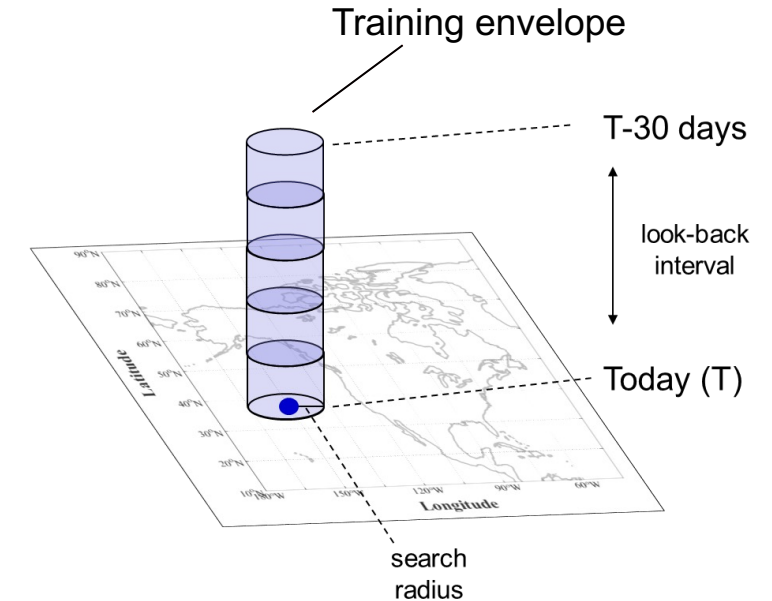 Training envelope
T-30 days
look-back
interval
Today (T)
search
radius
90°N
80°N
70°N
60°N
50°N
40°N
30°N
20°N
10°N
Latitude
180°W
150°W
120°W
90°W
60°W
Longitude